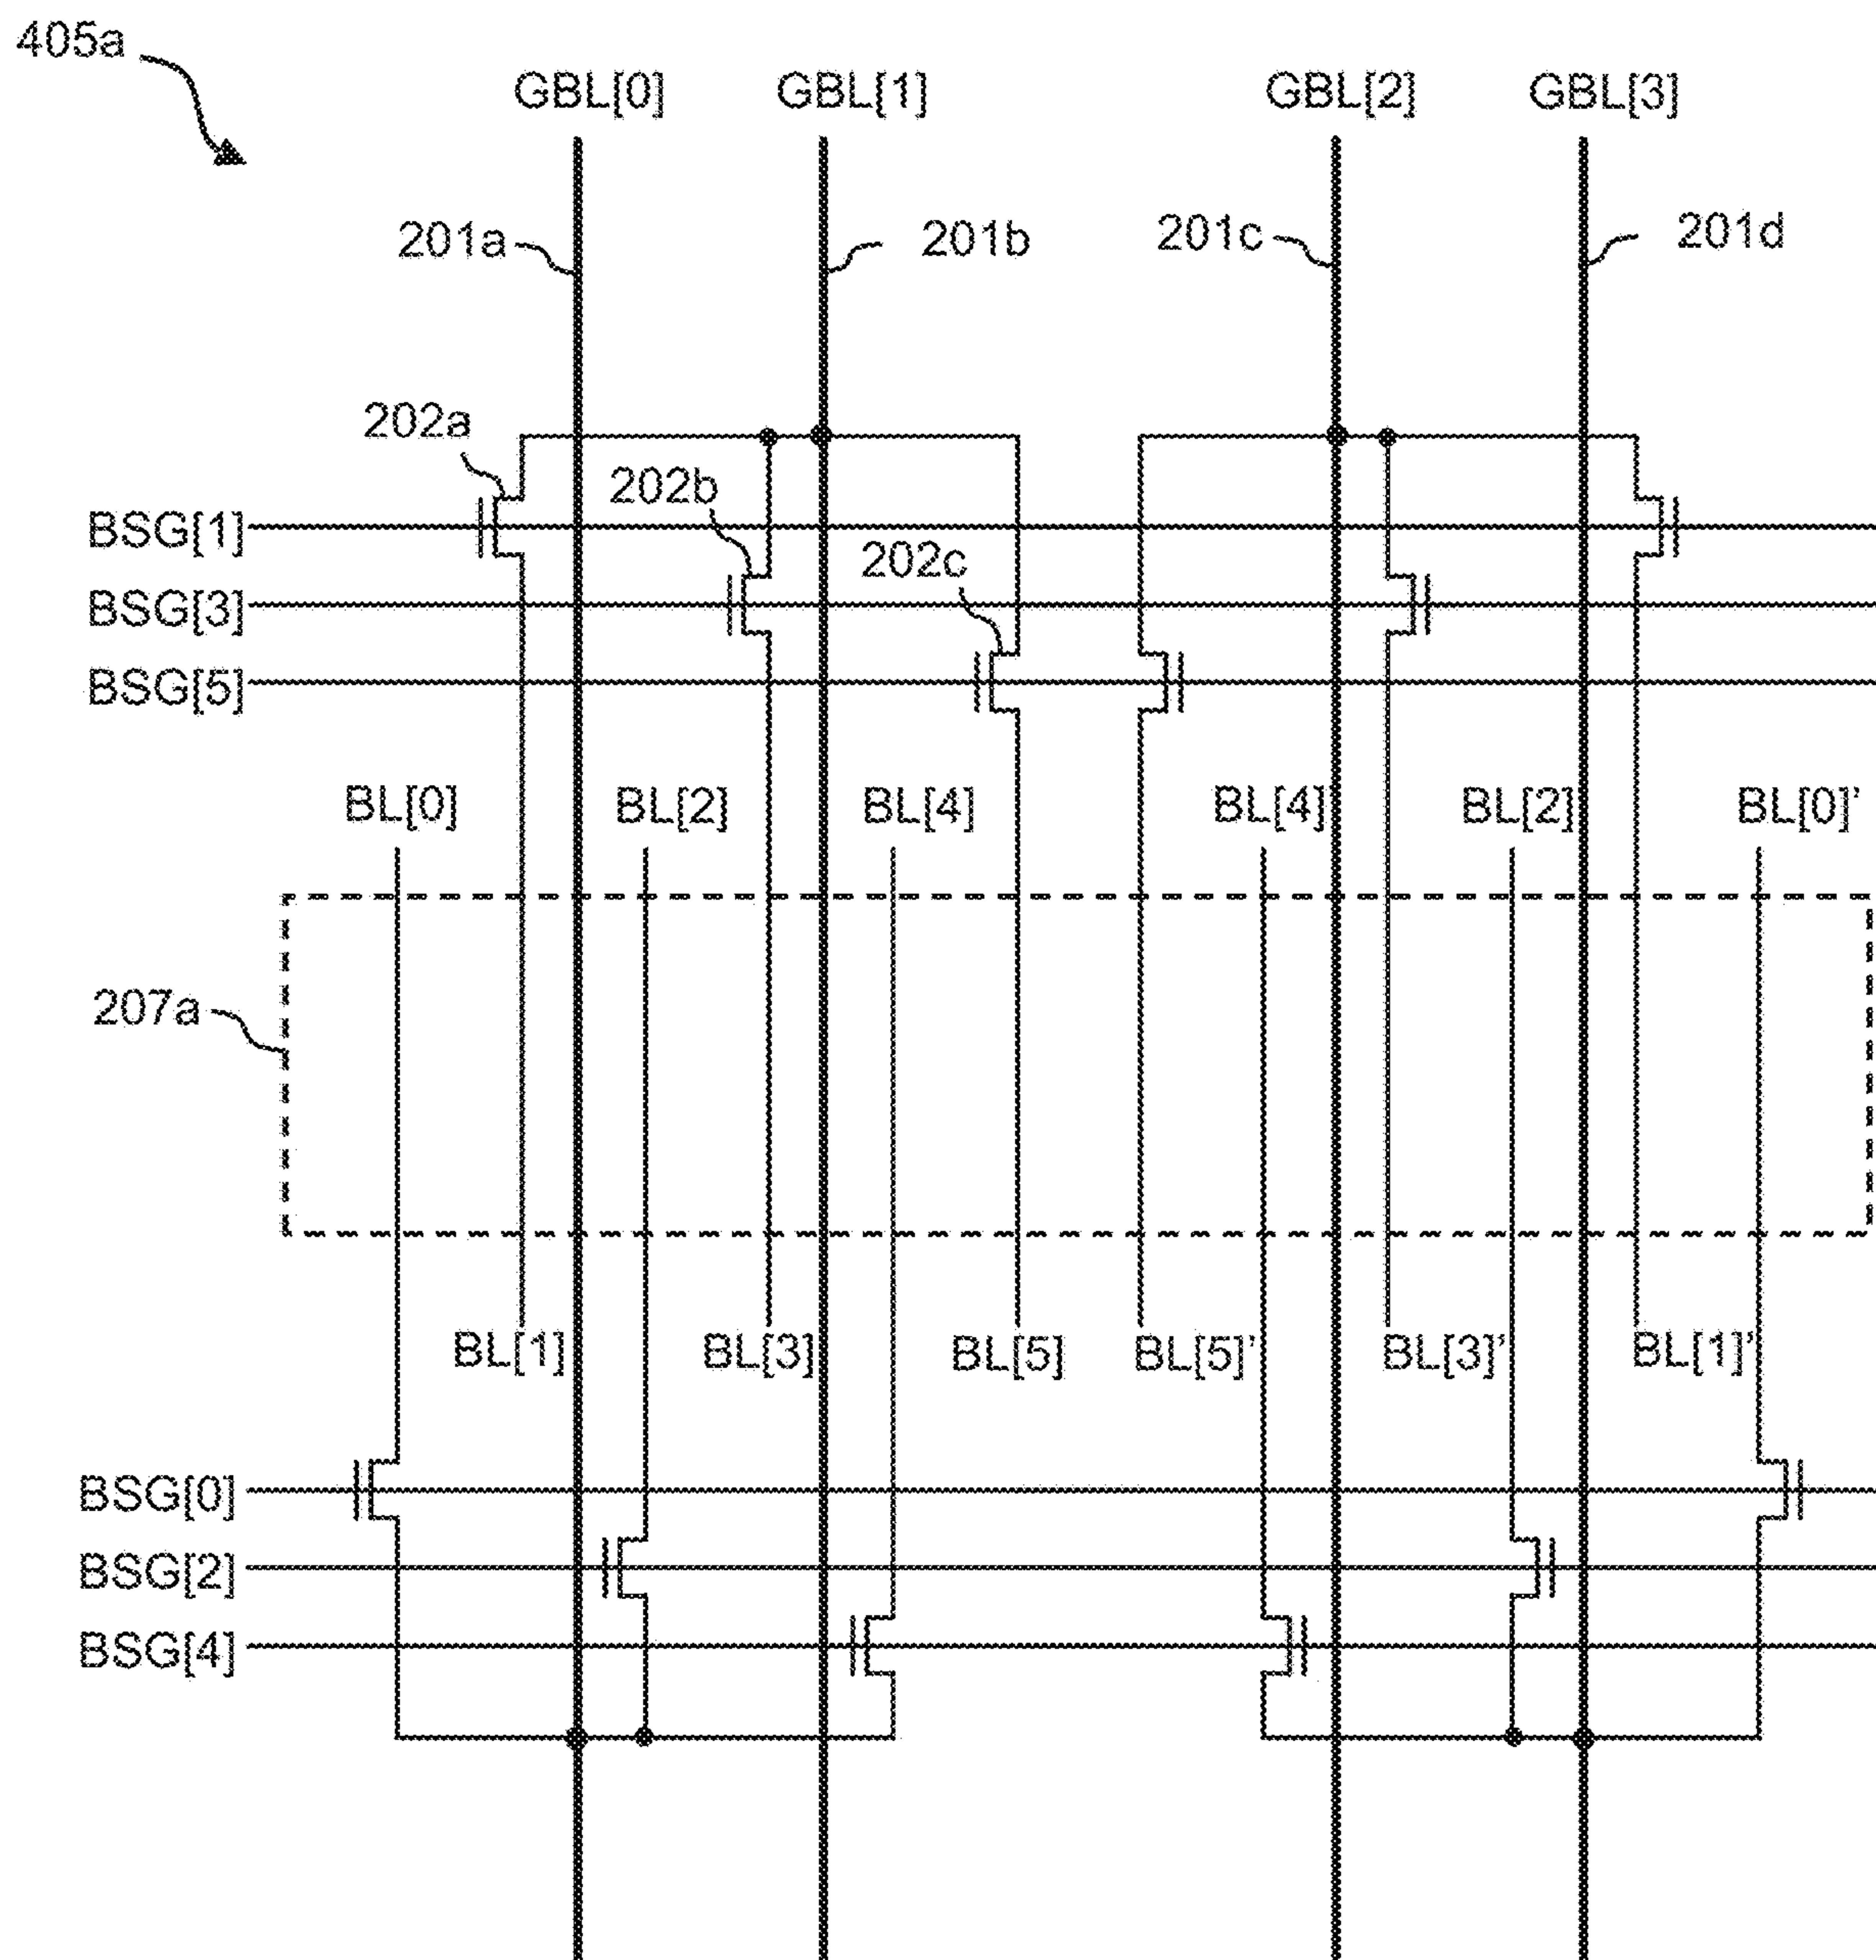 405a
GBL[0] GBL[1] GBL[2] GBL[3]
201a 201b 201c 201d
202a
202b
BSG[1]
202c
BSG[3]
BSG[5]
BL[0] BL[2] BL[4] BL[4]' BL[2] BL[0]'
207a
BL[1] BL[3] BL[5] BL[5]' BL[3]' BL[1]'
BSG[0]
BSG[2]
BSG[4]